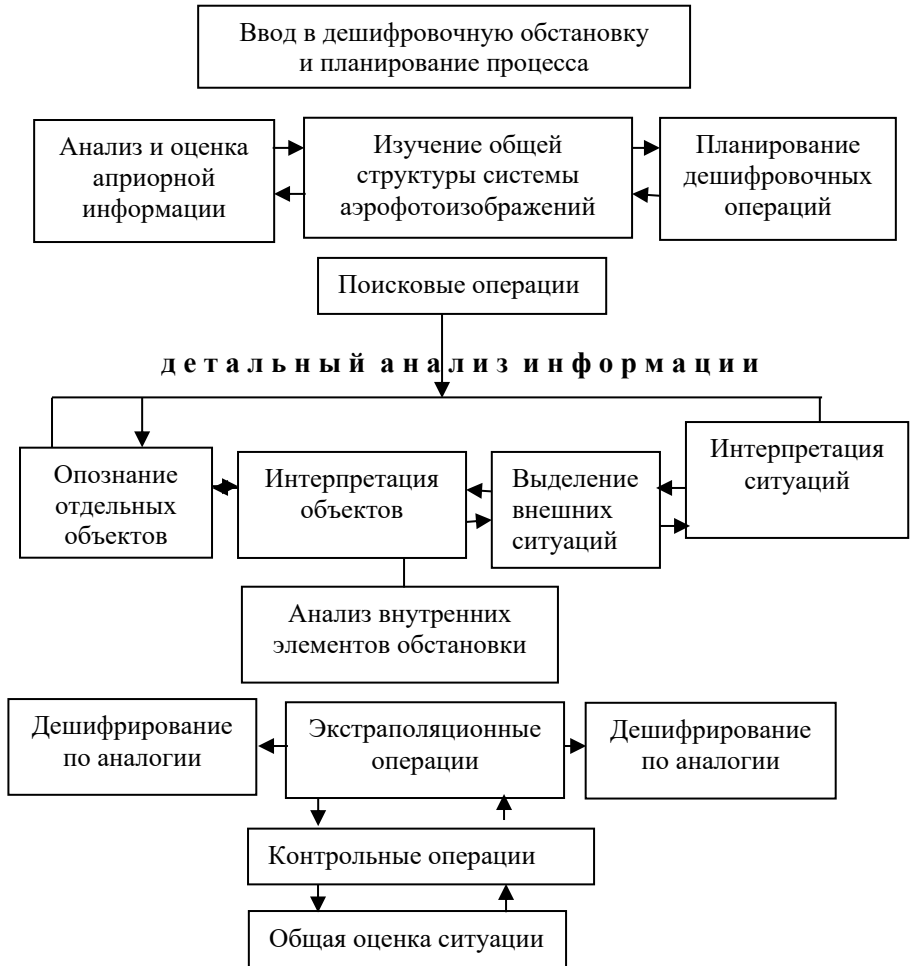 Ввод в дешифровочную обстановку
и планирование процесса
Анализ и оценка
априорной
информации
Изучение общей
структуры системы
аэрофотоизображений
Планирование
дешифровочных
операций
Поисковые операции
детальный анализ информации
Опознание
отдельных
объектов
Интерпретация
объектов
Выделение
внешних
ситуаций
Интерпретация
ситуаций
Анализ внутренних
элементов обстановки
Дешифрирование
по аналогии
Экстраполяционные
операции
Дешифрирование
по аналогии
Контрольные операции
Общая оценка ситуации